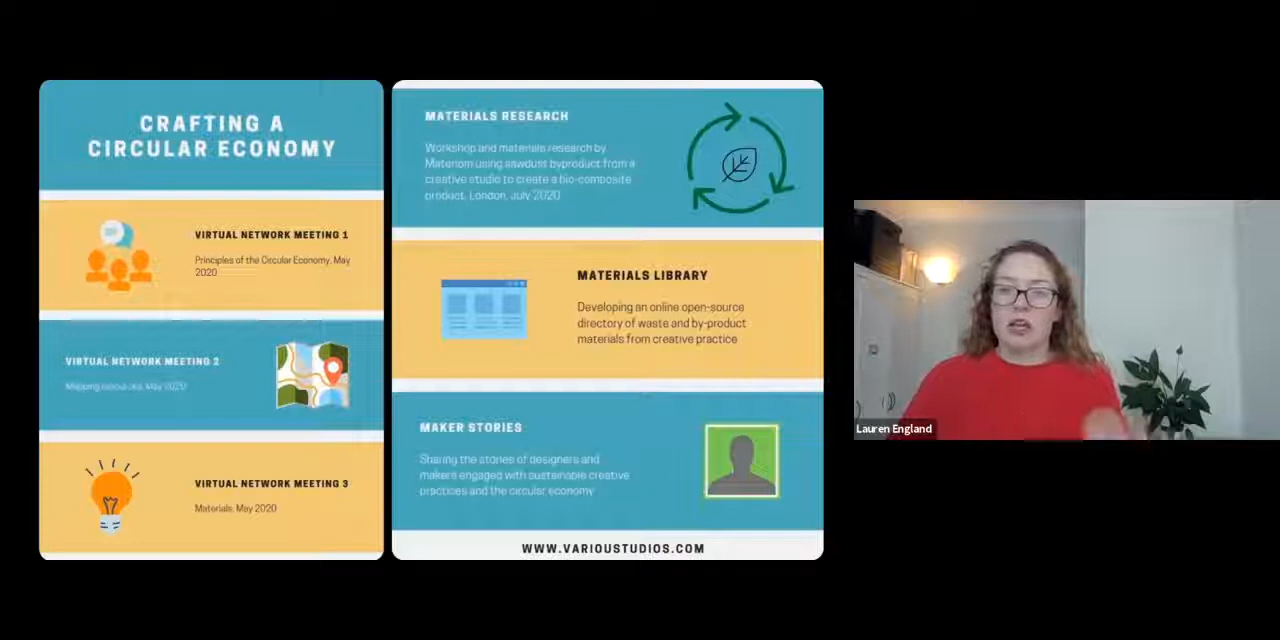 CRAFTING A
CIRCULAR ECONOMY
VIRTUAL NETWORK MEETING 1
Principles of the Circular Economy, May
2020
VIRTUAL NETWORK MEETING 2
Mapping resources, May 2020
VIRTUAL NETWORK MEETING 3
Materials, May 2020
MATERIALS RESEARCH
Workshop and materials research by
Materiom using sawdust byproduct from a
creative studio to create a bio-composite
product. London, July 2020
MATERIALS LIBRARY
Developing an online open-source
directory of waste and by-product
materials from creative practice
MAKER STORIES
Sharing the stories of designers and
makers engaged with sustainable creative
practices and the circular economy
WWW.VARIOUSTUDIOS.COM
Lauren England